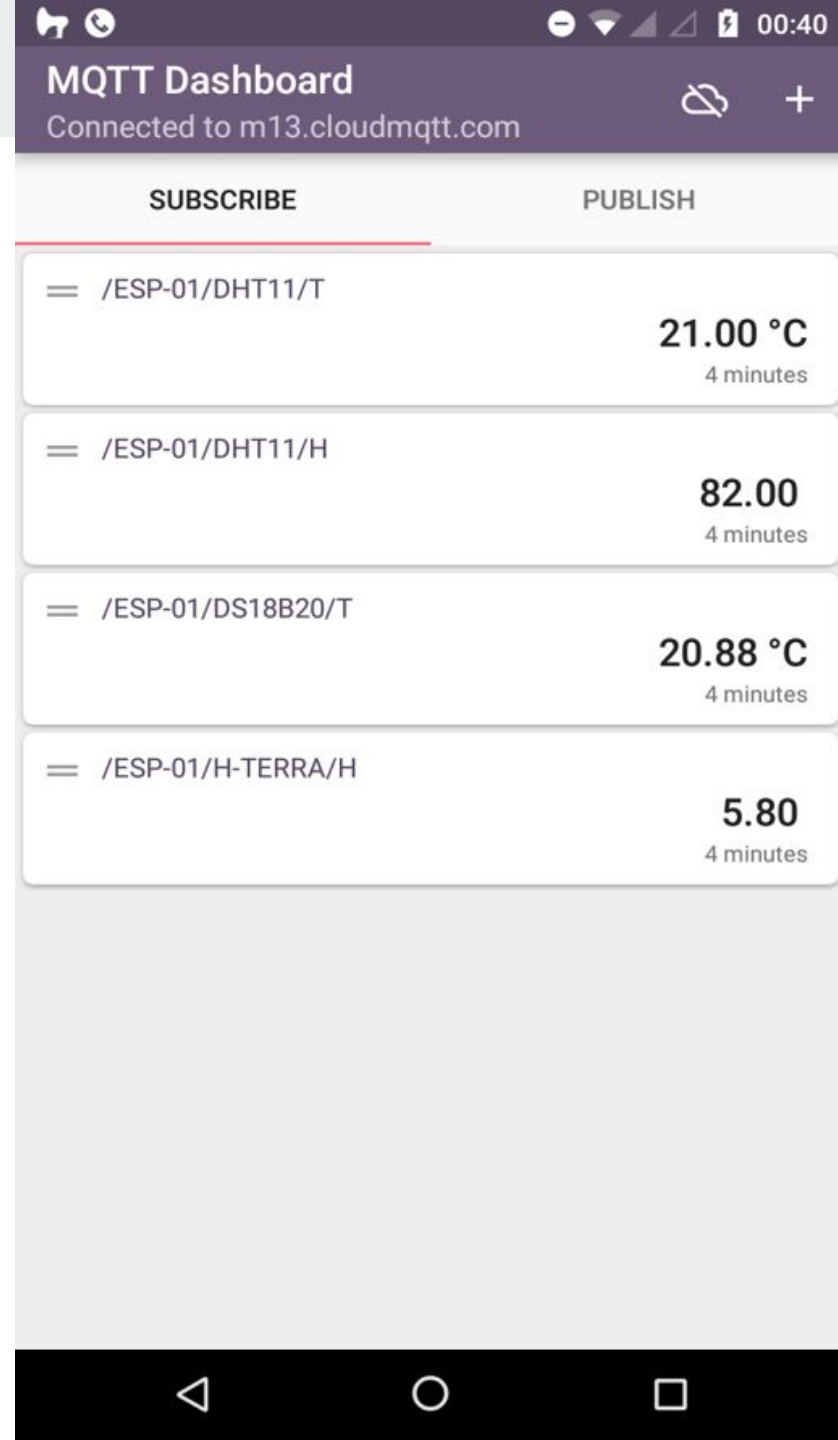 00:40
MQTT Dashboard
Connected to m13.cloudmqtt.com
SUBSCRIBE PUBLISH
/ESP-01/DHT11/T
21.00 °C
4 minutes
/ESP-01/DHT11/H
82.00
4 minutes
/ESP-01/DS18B20/T
20.88 °C
4 minutes
/ESP-01/H-TERRA/H
5.80
4 minutes